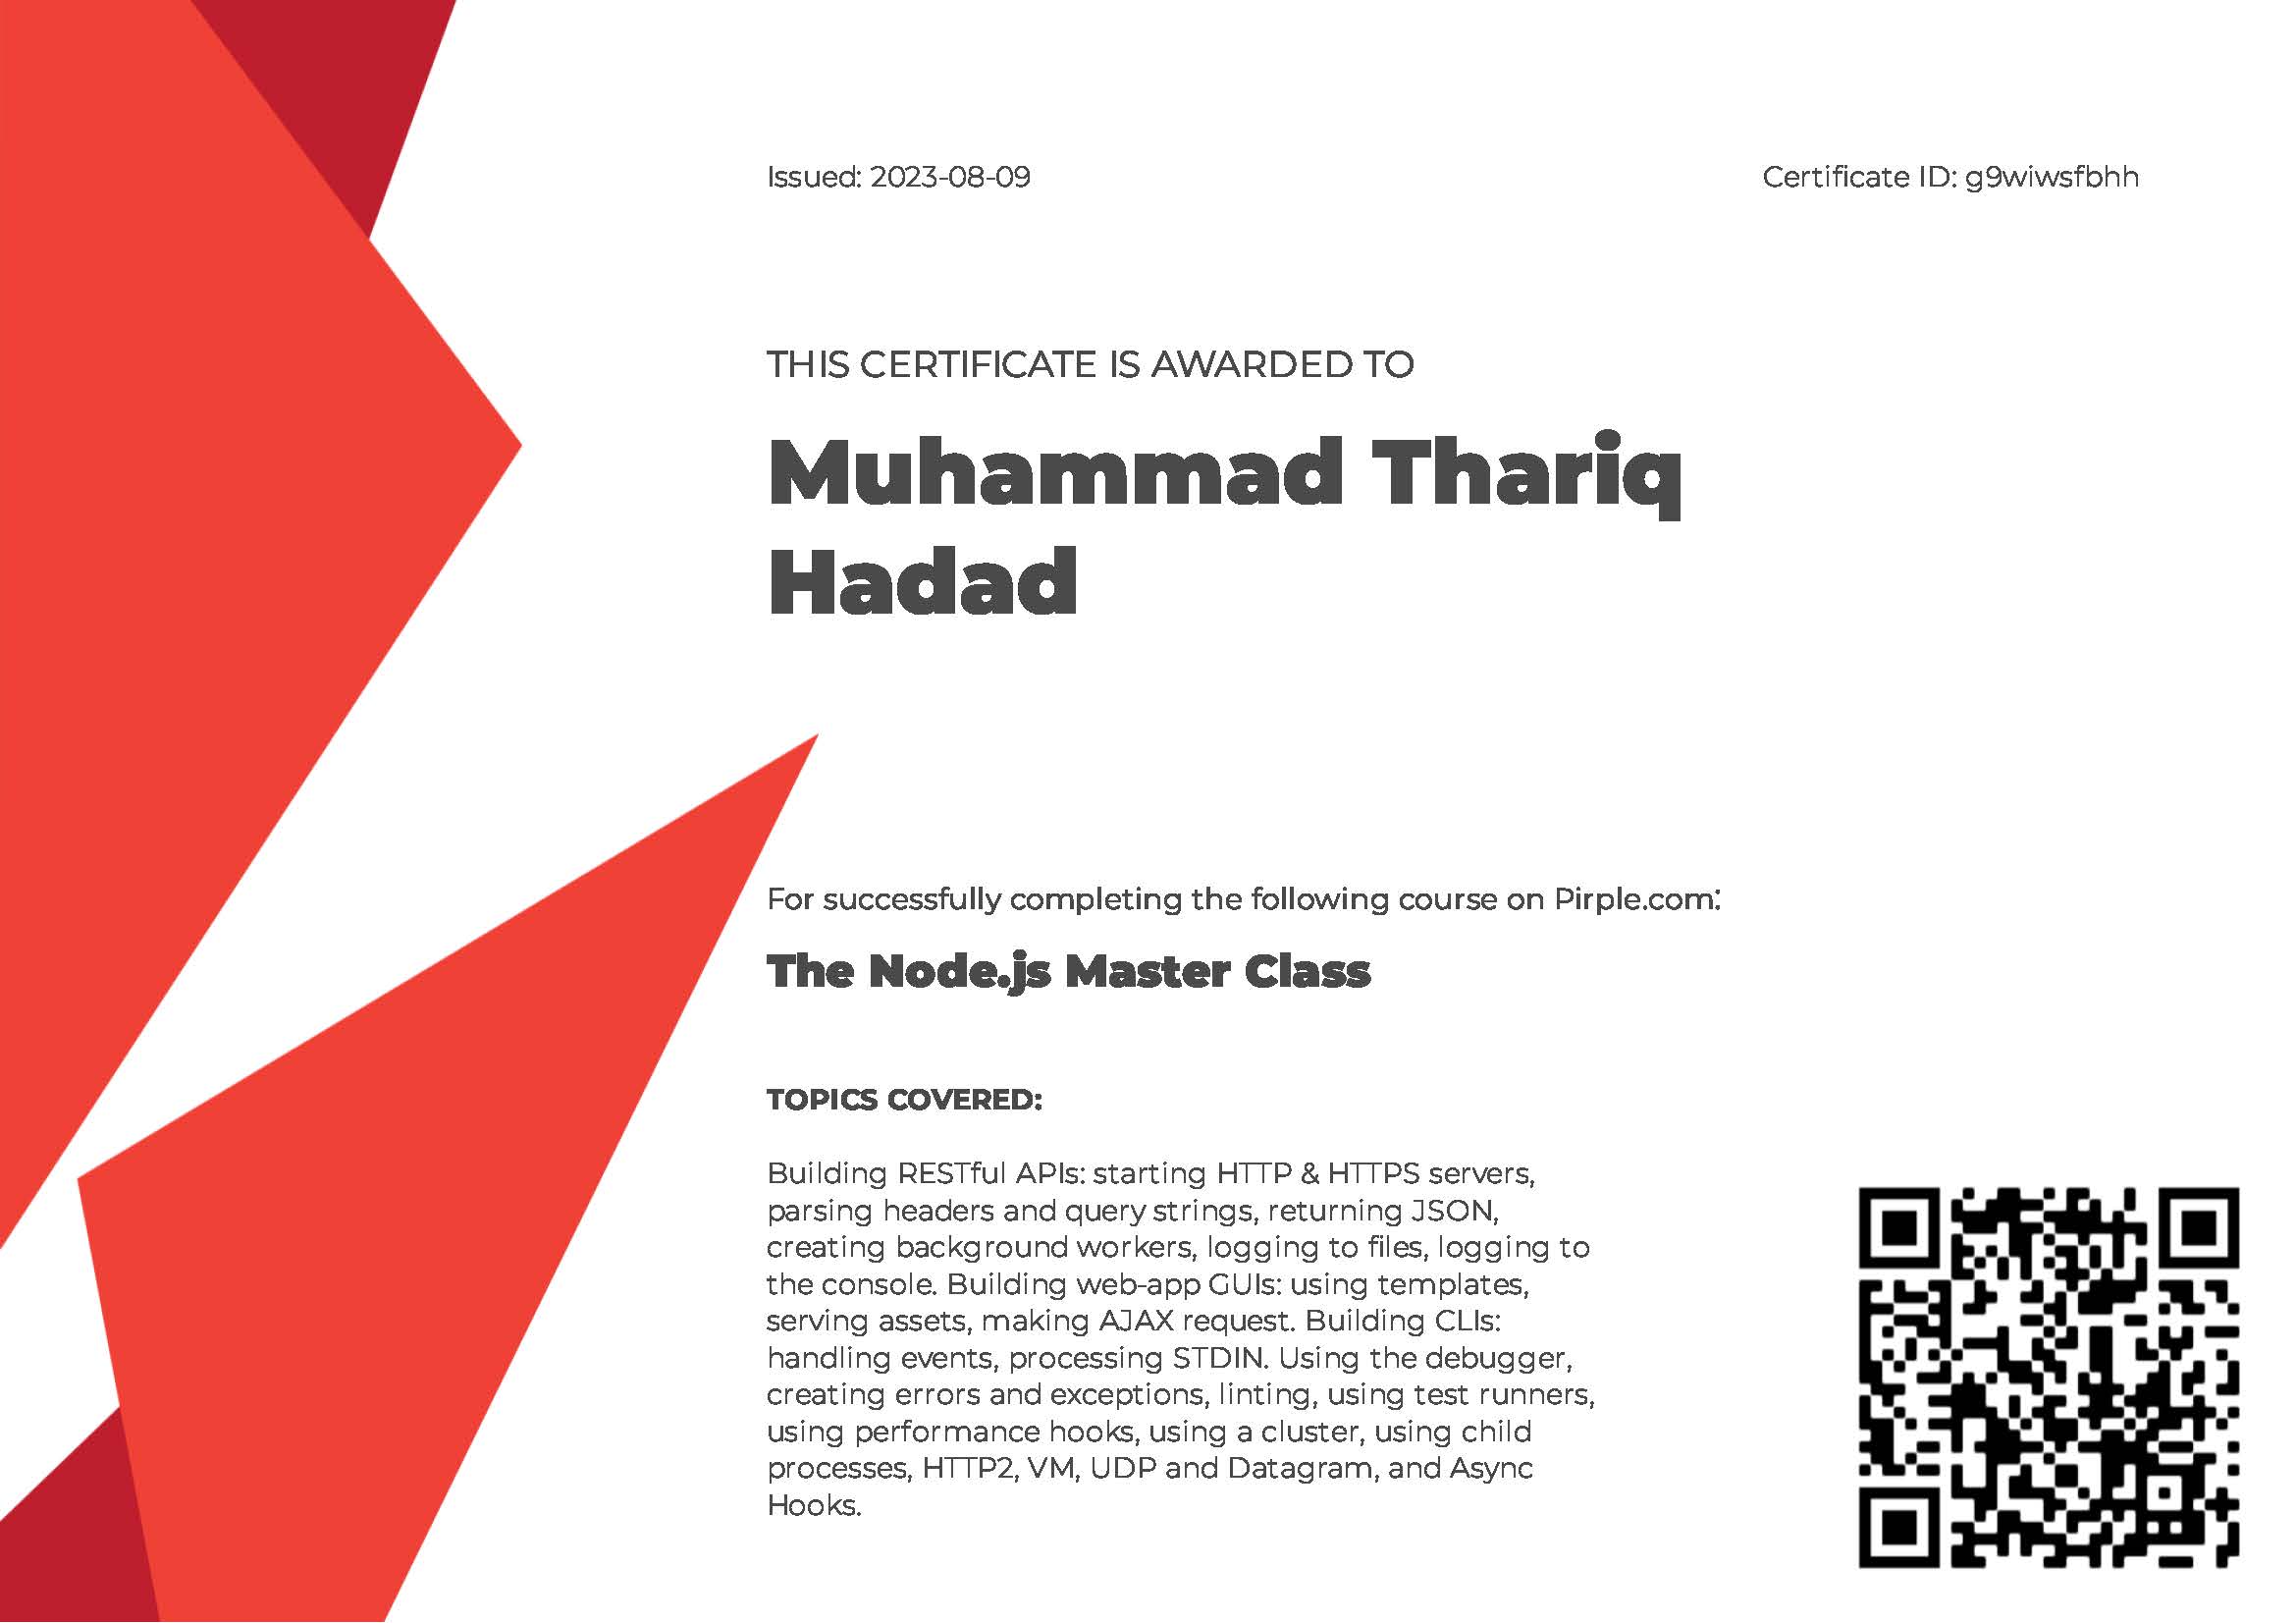 Issued: 2023-08-09
Certificate ID: g9wiwsfbhh
THIS CERTIFICATE IS AWARDED TO
Muhammad Thariq
Hadad
For successfully completing the following course on Pirple.com:
The Node.js Master Class
TOPICS COVERED:
Building RESTful APIs: starting HTTP & HTTPS servers,
parsing headers and query strings, returning JSON,
creating background workers, logging to files, logging to
the console. Building web-app GUIs: using templates,
serving assets, making AJAX request. Building CLIs:
handling events, processing STDIN. Using the debugger,
creating errors and exceptions, linting, using test runners,
using performance hooks, using a cluster, using child
processes, HTTP2, VM, UDP and Datagram, and Async
Hooks.